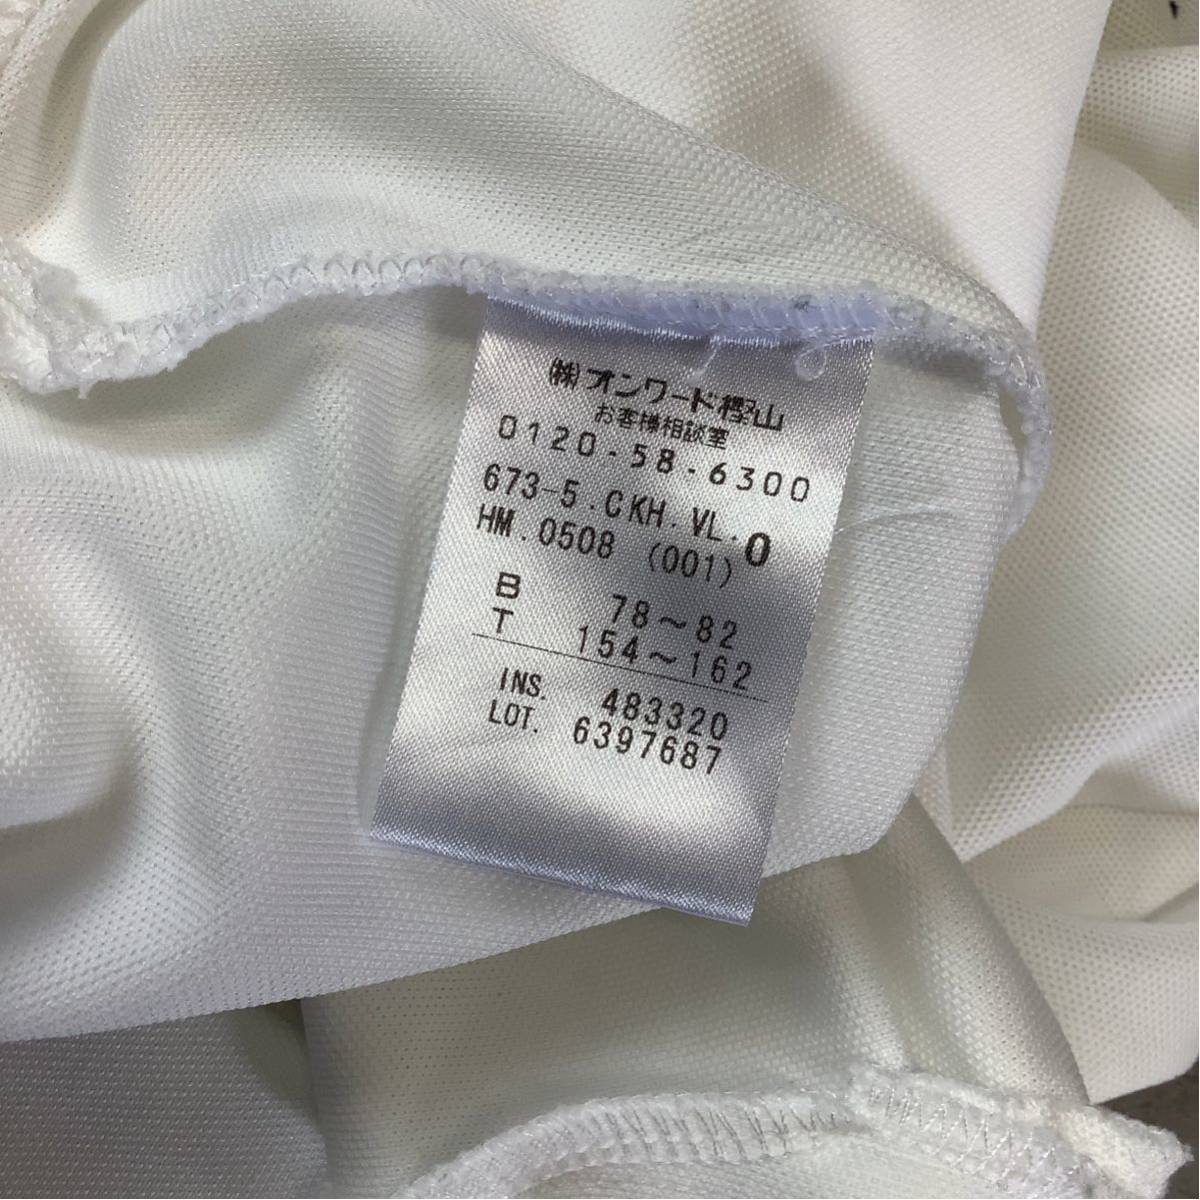 ㈱オンワード樫山
お客様相談室
0120-58-6300
673-5.CKH.VL.0
HM.0508 (001)
B 78～82
T 154～162
INS. 483320
LOT. 6397687